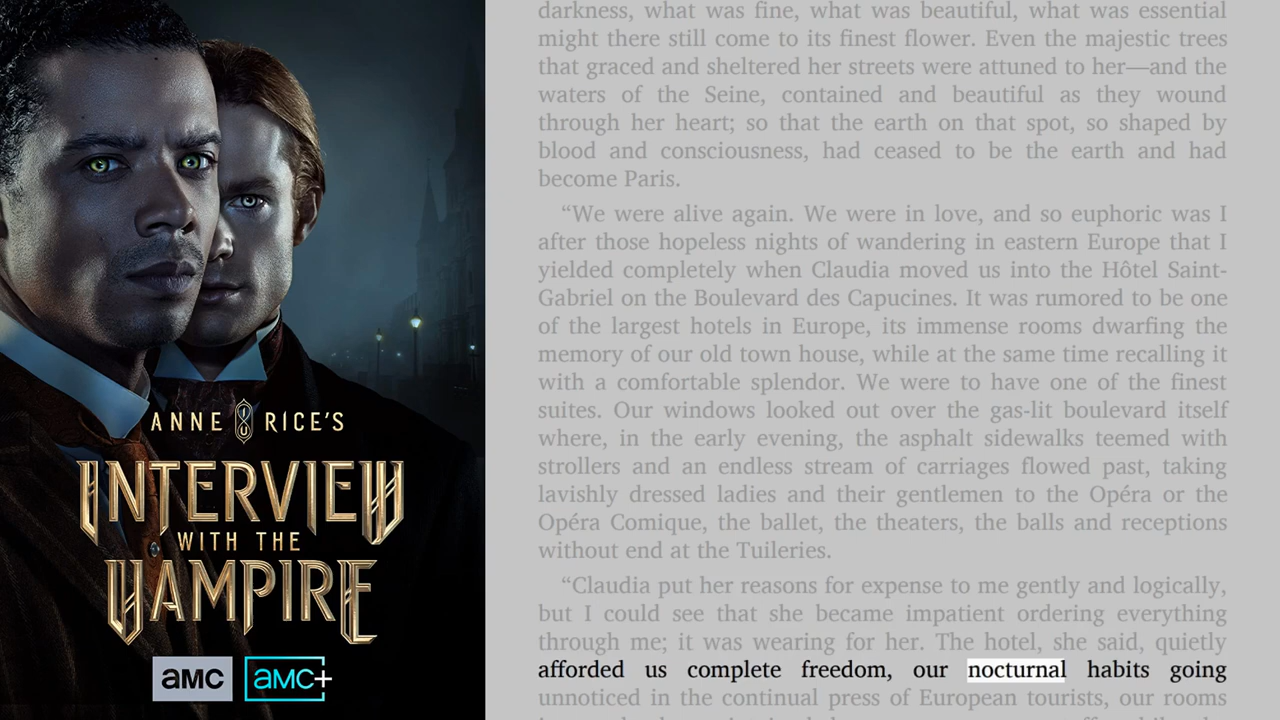 ANNE RICE'S
INTERVIEW
WITH THE
VAMPIRE
amc
amc+
darkness, what was fine, what was beautiful, what was essential
might there still come to its finest flower. Even the majestic trees
that graced and sheltered her streets were attuned to her—and the
waters of the Seine, contained and beautiful as they wound
through her heart; so that the earth on that spot, so shaped by
blood and consciousness, had ceased to be the earth and had
become Paris.
“We were alive again. We were in love, and so euphoric was I
after those hopeless nights of wandering in eastern Europe that I
yielded completely when Claudia moved us into the Hôtel Saint-
Gabriel on the Boulevard des Capucines. It was rumored to be one
of the largest hotels in Europe, its immense rooms dwarfing the
memory of our old town house, while at the same time recalling it
with a comfortable splendor. We were to have one of the finest
suites. Our windows looked out over the gas-lit boulevard itself
where, in the early evening, the asphalt sidewalks teemed with
strollers and an endless stream of carriages flowed past, taking
lavishly dressed ladies and their gentlemen to the Opéra or the
Opéra Comique, the ballet, the theaters, the balls and receptions
without end at the Tuileries.
“Claudia put her reasons for expense to me gently and logically,
but I could see that she became impatient ordering everything
through me; it was wearing for her. The hotel, she said, quietly
afforded us complete freedom, our nocturnal habits going
unnoticed in the continual press of European tourists, our rooms